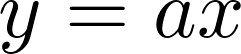 y = ax